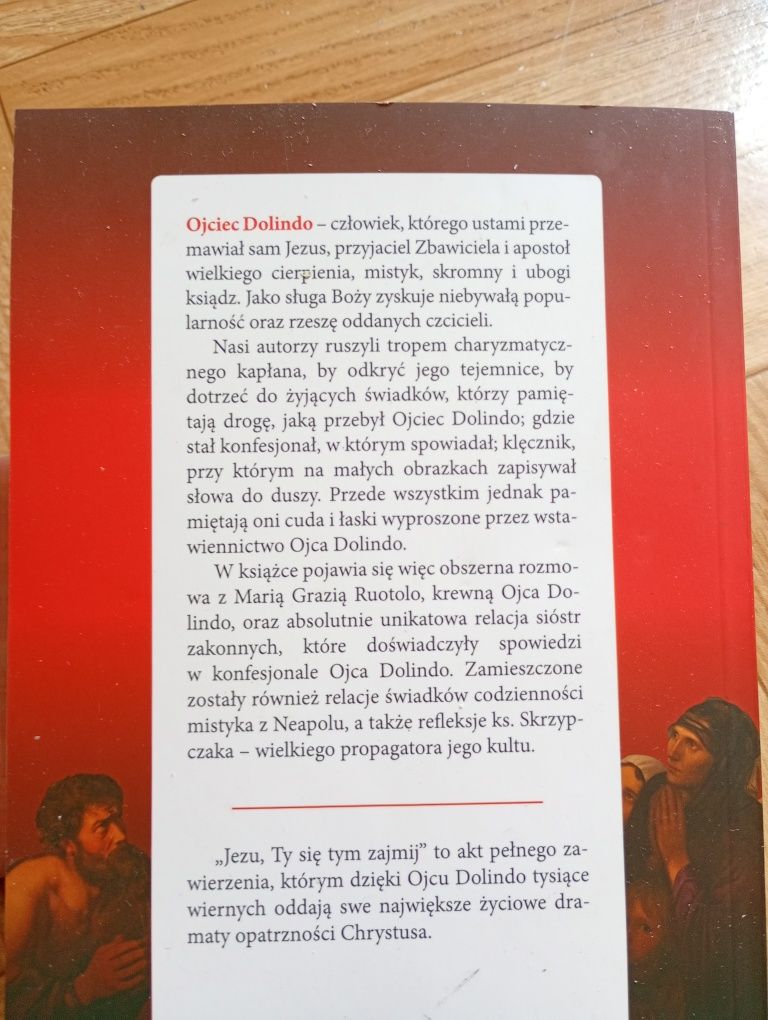 Ojciec Dolindo – człowiek, którego ustami prze-
mawiał sam Jezus, przyjaciel Zbawiciela i apostoł
wielkiego cierpienia, mistyk, skromny i ubogi
ksiądz. Jako sługa Boży zyskuje niebywałą popu-
larność oraz rzeszę oddanych czcicieli.
Nasi autorzy ruszyli tropem charyzmatycz-
nego kapłana, by odkryć jego tejemnice, by
dotrzeć do żyjących świadków, którzy pamię-
tają drogę, jaką przebył Ojciec Dolindo; gdzie
stał konfesjonał, w którym spowiadał; klęcznik,
przy którym na małych obrazkach zapisywał
słowa do duszy. Przede wszystkim jednak pa-
miętają oni cuda i łaski wyproszone przez wsta-
wiennictwo Ojca Dolindo.
W książce pojawia się więc obszerna rozmo-
wa z Marią Grazią Ruotolo, krewną Ojca Do-
lindo, oraz absolutnie unikatowa relacja sióstr
zakonnych, które doświadczyły spowiedzi
w konfesjonale Ojca Dolindo. Zamieszczone
zostały również relacje świadków codzienności
mistyka z Neapolu, a także refleksje ks. Skrzyp-
czaka – wielkiego propagatora jego kultu.
„Jezu, Ty się tym zajmij” to akt pełnego za-
wierzenia, którym dzięki Ojcu Dolindo tysiące
wiernych oddają swe największe życiowe dra-
maty opatrzności Chrystusa.